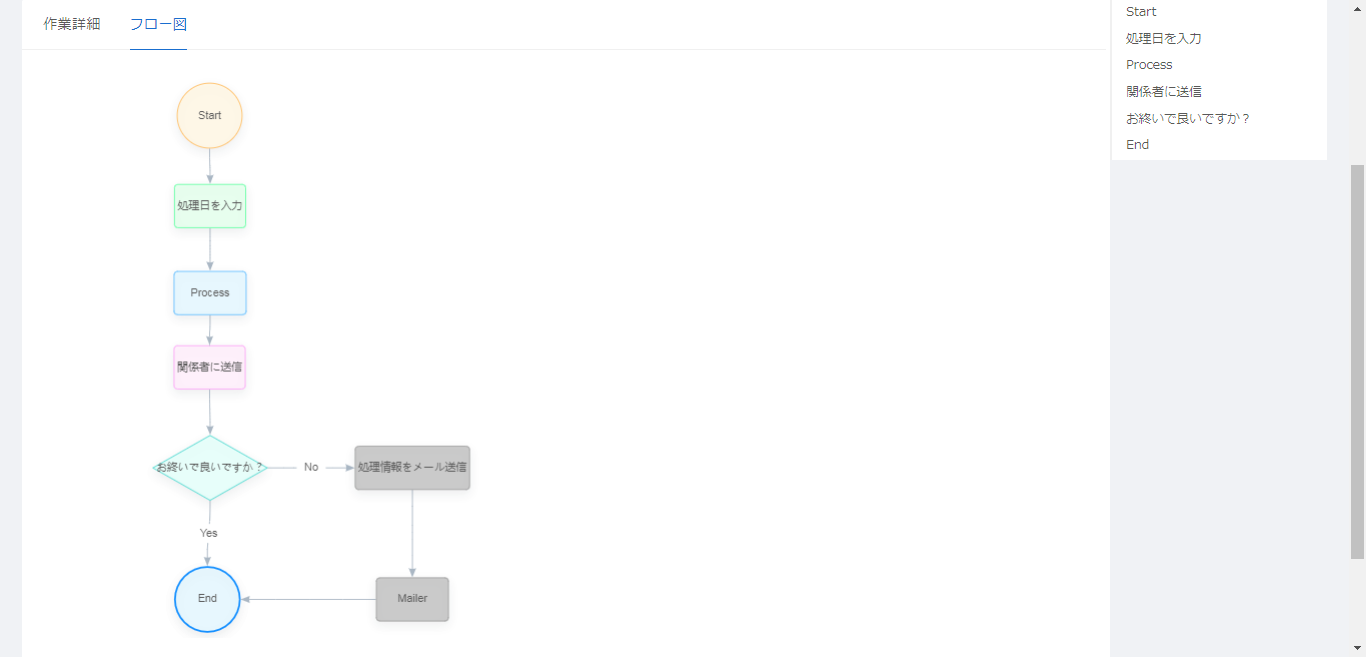 作業詳細
フロー図
Start
処理日を入力
Process
関係者に送信
お終いで良いですか？
No
処理情報をメール送信
Yes
End
Mailer
Start
処理日を入力
Process
関係者に送信
お終いで良いですか？
End